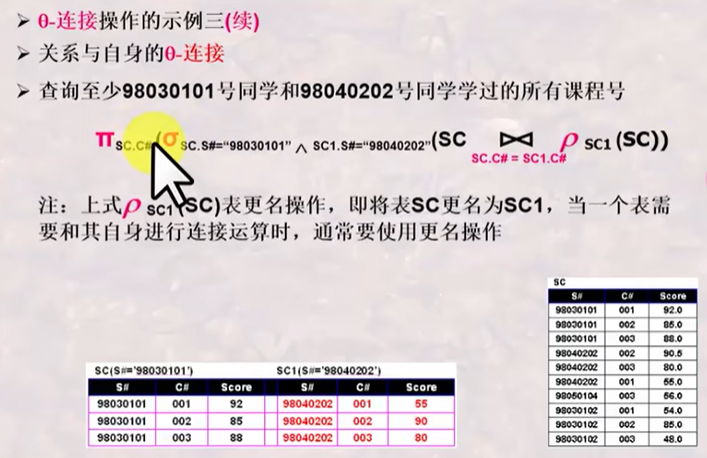 ➢ θ-连接操作的示例三(续)
➢ 关系与自身的θ-连接
➢ 查询至少98030101号同学和98040202号同学学过的所有课程号
π SC.C# (σ SC.S#=“98030101” ∧ SC1.S#=“98040202” (SC ⋈ SC.C# = SC1.C# ρ SC1 (SC))
注：上式ρ SC1 (SC)表更名操作，即将表SC更名为SC1，当一个表需
要和其自身进行连接运算时，通常要使用更名操作
SC
S# C# Score
98030101 001 92.0
98030101 002 85.0
98030101 003 88.0
98040202 002 90.5
98040202 003 80.0
98040202 001 55.0
98050104 003 56.0
98030102 001 54.0
98030102 002 85.0
98030102 003 48.0
SC(S#='98030101') SC1(S#='98040202')
S# C# Score S# C# Score
98030101 001 92 98040202 001 55
98030101 002 85 98040202 002 90
98030101 003 88 98040202 003 80